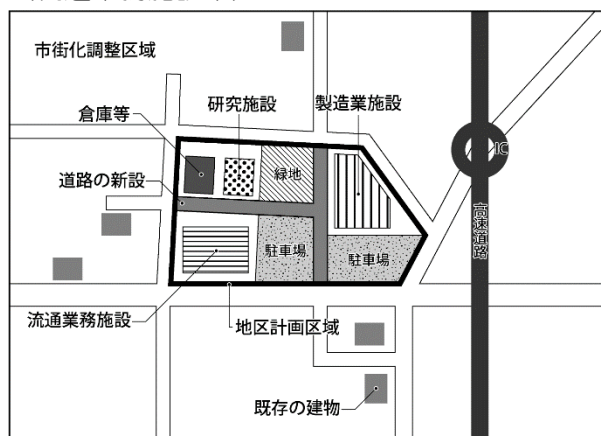 市街化調整区域
倉庫等
研究施設
製造業施設
IC
道路の新設
緑地
高速道路
駐車場
駐車場
流通業務施設
地区計画区域
既存の建物